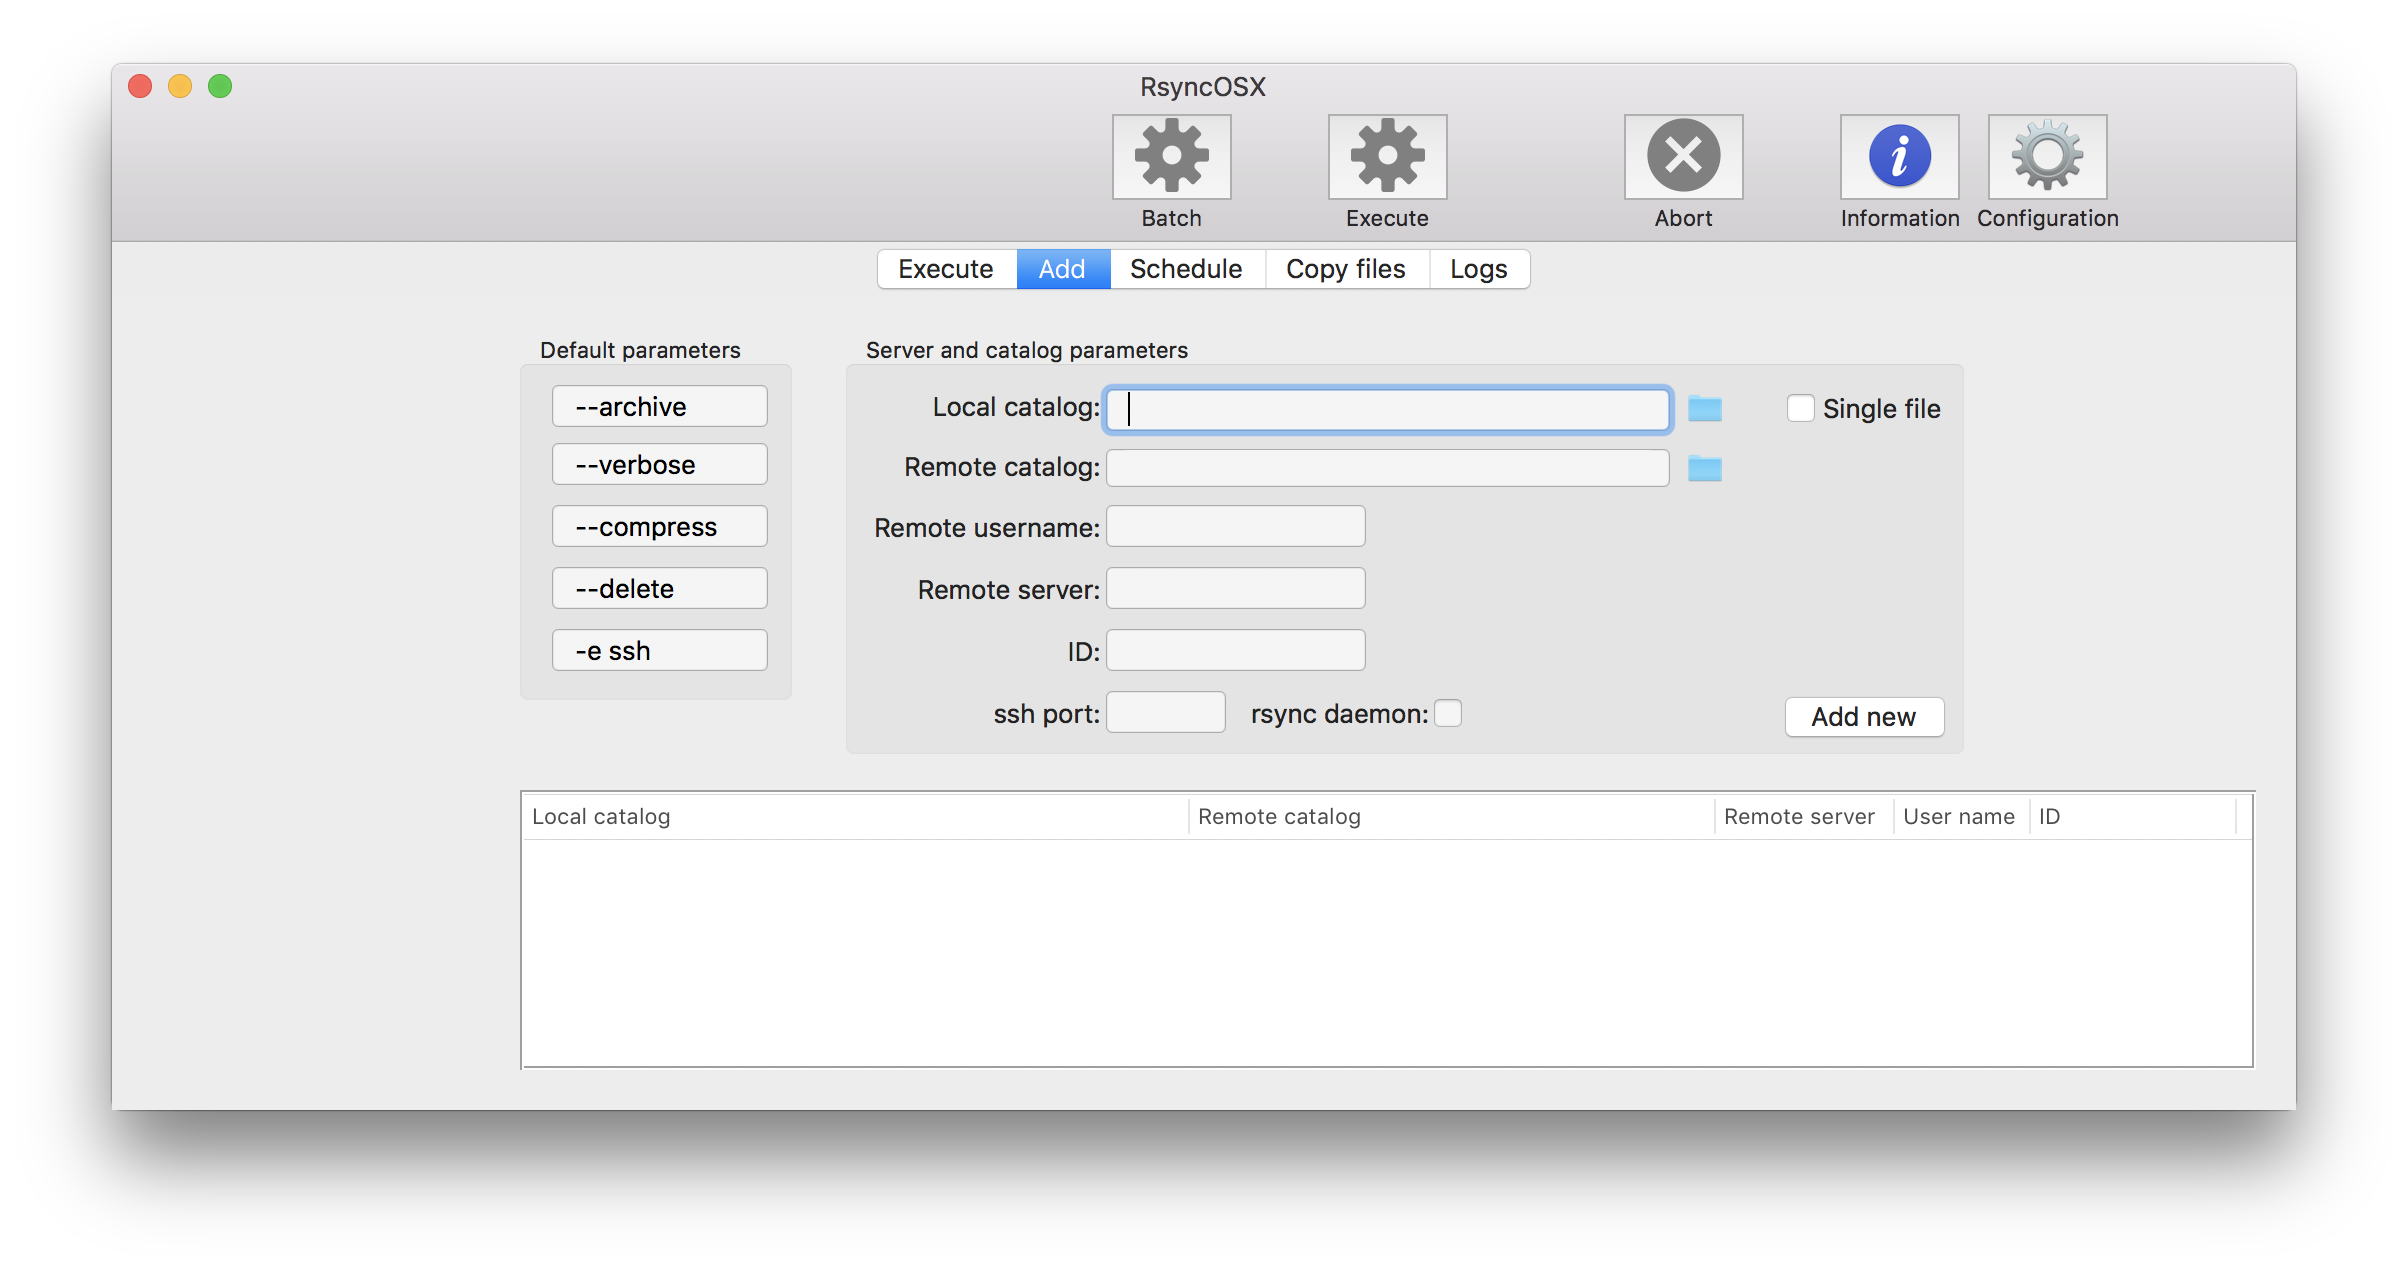 RsyncOSX
Batch Execute Abort Information Configuration
Execute Add Schedule Copy files Logs
Default parameters
--archive
--verbose
--compress
--delete
-e ssh
Server and catalog parameters
Local catalog: Single file
Remote catalog:
Remote username:
Remote server:
ID:
ssh port: rsync daemon: Add new
Local catalog Remote catalog Remote server User name ID